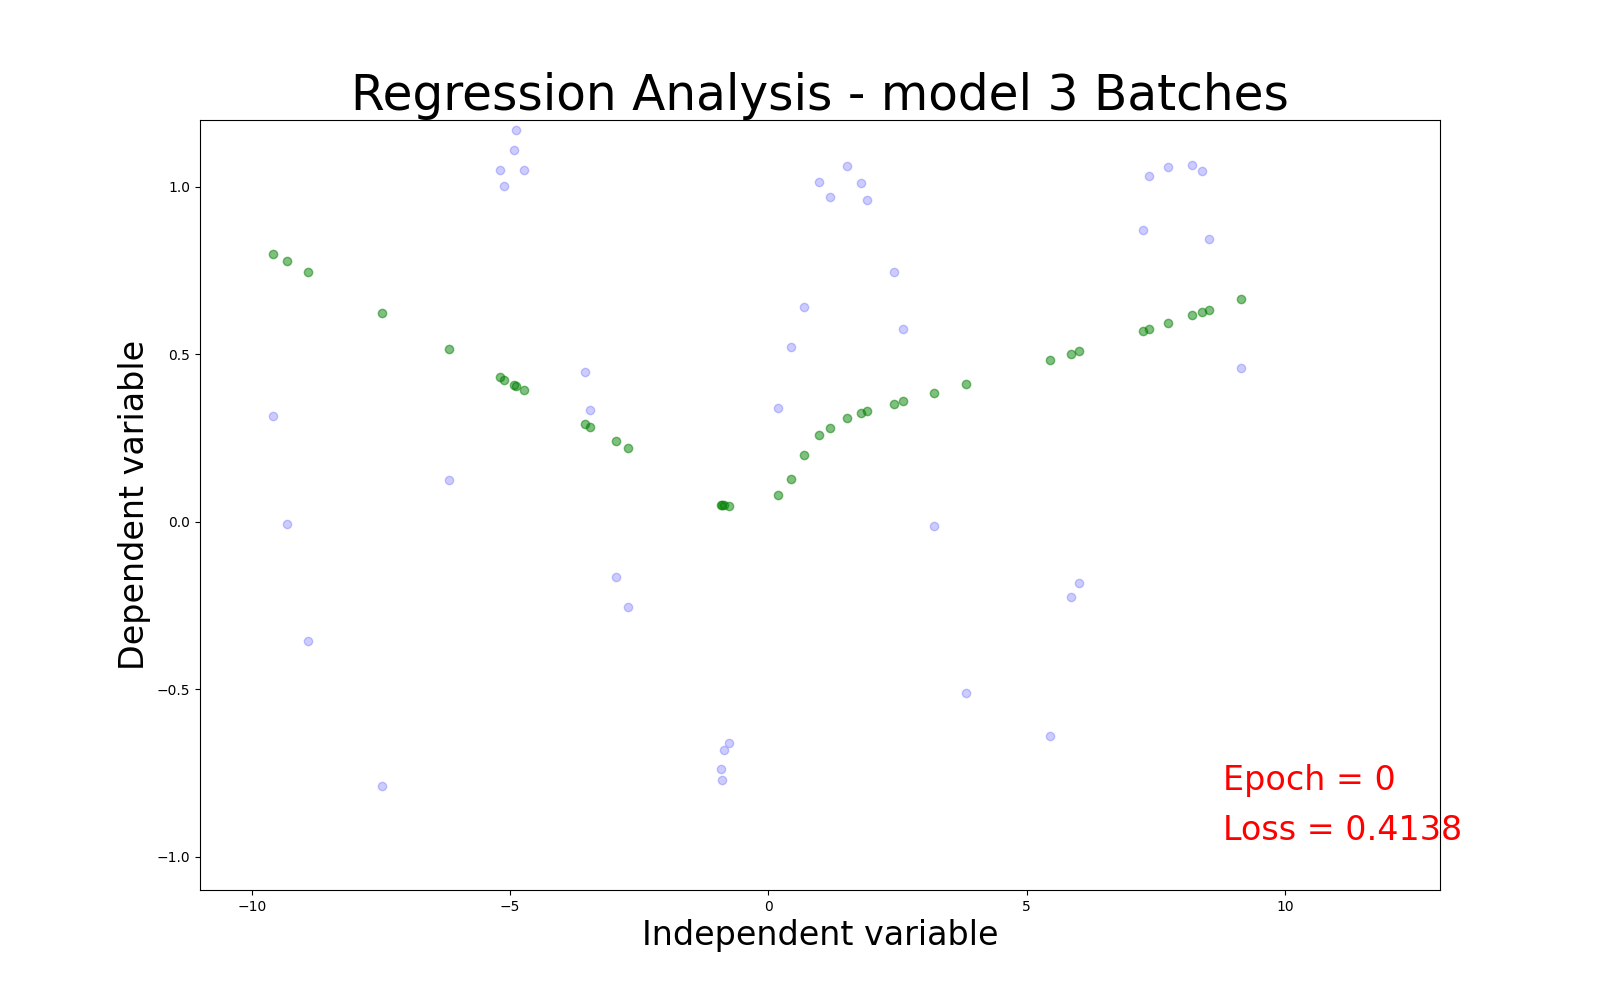 Regression Analysis - model 3 Batches
Dependent variable
1.0
0.5
0.0
−0.5
−1.0
Epoch = 0
Loss = 0.4138
−10
−5
0
5
10
Independent variable